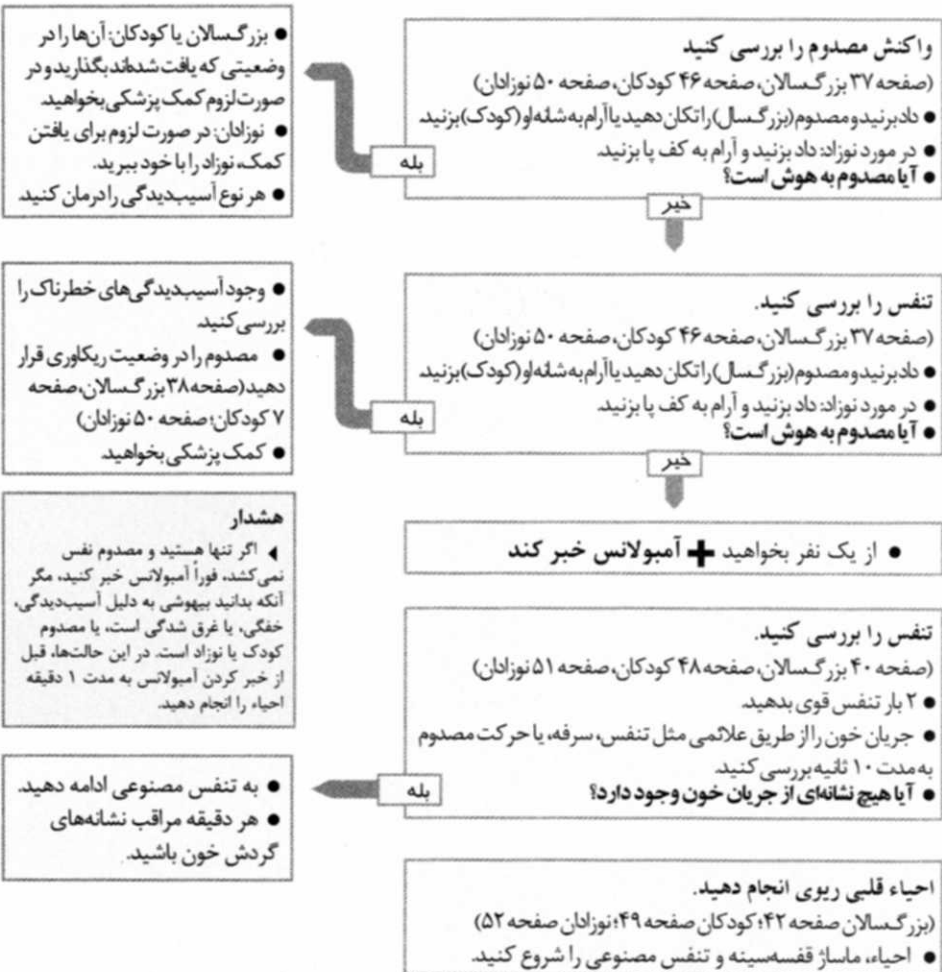 واکنش مصدوم را بررسی کنید
(صفحه ۳۷ بزرگسالان، صفحه ۴۶ کودکان، صفحه ۵۰ نوزادان)
● داد بزنید و مصدوم (بزرگسال) را تکان دهید یا آرام به شانه او (کودک) بزنید.
● در مورد نوزاد: داد بزنید و آرام به کف پا بزنید.
● آیا مصدوم به هوش است؟
بله
● بزرگسالان یا کودکان: آن‌ها را در
وضعیتی که یافت شده‌اند بگذارید و در
صورت لزوم کمک پزشکی بخواهید.
● نوزادان: در صورت لزوم برای یافتن
کمک، نوزاد را با خود ببرید.
● هر نوع آسیب‌دیدگی را درمان کنید.
خیر
تنفس را بررسی کنید.
(صفحه ۳۷ بزرگسالان، صفحه ۴۶ کودکان، صفحه ۵۰ نوزادان)
● داد برنید و مصدوم (بزرگسال) را تکان دهید یا آرام به شانه او (کودک) بزنید.
● در مورد نوزاد: داد بزنید و آرام به کف پا بزنید.
● آیا مصدوم به هوش است؟
بله
● وجود آسیب‌دیدگی‌های خطرناک را
بررسی کنید.
● مصدوم را در وضعیت ریکاوری قرار
دهید (صفحه ۳۸ بزرگسالان، صفحه
۷ کودکان؛ صفحه ۵۰ نوزادان)
● کمک پزشکی بخواهید.
خیر
● از یک نفر بخواهید + آمبولانس خبر کند
هشدار
اگر تنها هستید و مصدوم نفس
نمی‌کشد، فوراً آمبولانس خبر کنید، مگر
آنکه بدانید بیهوشی به دلیل آسیب‌دیدگی،
خفگی، یا غرق شدگی است، یا مصدوم
کودک یا نوزاد است. در این حالت‌ها، قبل
از خبر کردن آمبولانس به مدت ۱ دقیقه
احیاء را انجام دهید.
تنفس را بررسی کنید.
(صفحه ۴۰ بزرگسالان، صفحه ۴۸ کودکان، صفحه ۵۱ نوزادان)
● ۲ بار تنفس قوی بدهید.
● جریان خون را از طریق علائمی مثل تنفس، سرفه، یا حرکت مصدوم
به مدت ۱۰ ثانیه بررسی کنید.
● آیا هیچ نشانه‌ای از جریان خون وجود دارد؟
بله
● به تنفس مصنوعی ادامه دهید.
● هر دقیقه مراقب نشانه‌های
گردش خون باشید.
احیاء قلبی ریوی انجام دهید.
(بزرگسالان صفحه ۴۲؛ کودکان صفحه ۴۹؛ نوزادان صفحه ۵۲)
● احیاء، ماساژ قفسه‌سینه و تنفس مصنوعی را شروع کنید.